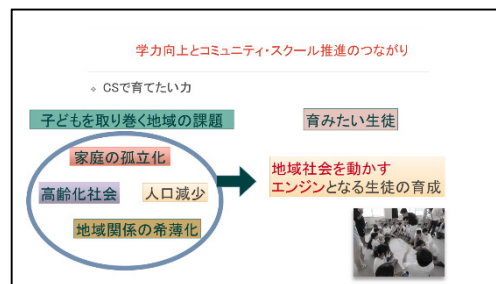 学力向上とコミュニティ・スクール推進のつながり
CSで育てたい力
子どもを取り巻く地域の課題
育みたい生徒
家庭の孤立化
高齢化社会
人口減少
地域関係の希薄化
地域社会を動かす
エンジンとなる生徒の育成